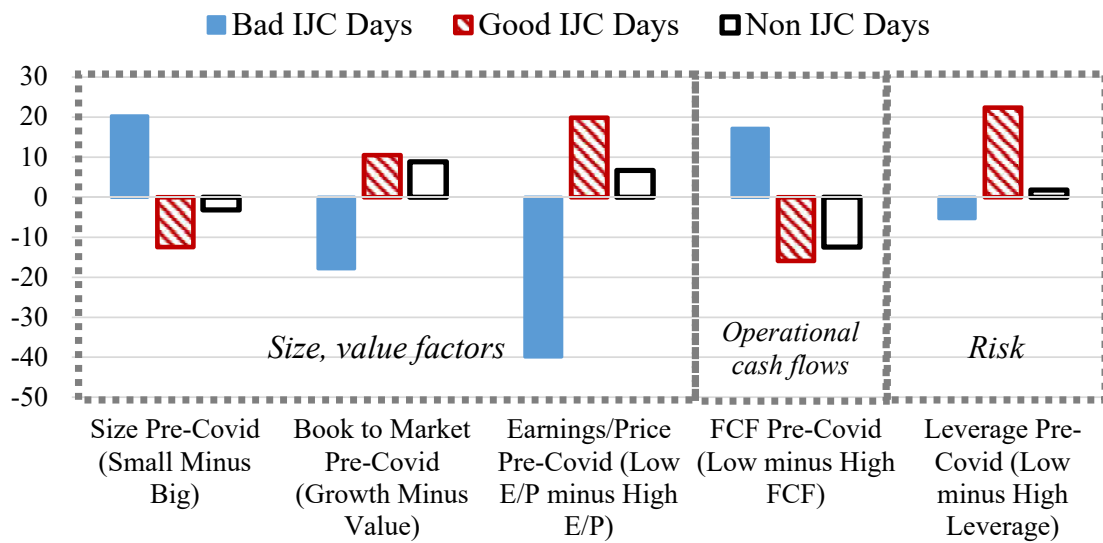 Bad IJC Days Good IJC Days Non IJC Days
30
20
10
0
-10
-20
-30
-40
-50
Size, value factors
Operational
cash flows
Risk
Size Pre-Covid
(Small Minus
Big)
Book to Market
Pre-Covid
(Growth Minus
Value)
Earnings/Price
Pre-Covid (Low
E/P minus High
E/P)
FCF Pre-Covid
(Low minus High
FCF)
Leverage Pre-
Covid (Low
minus High
Leverage)